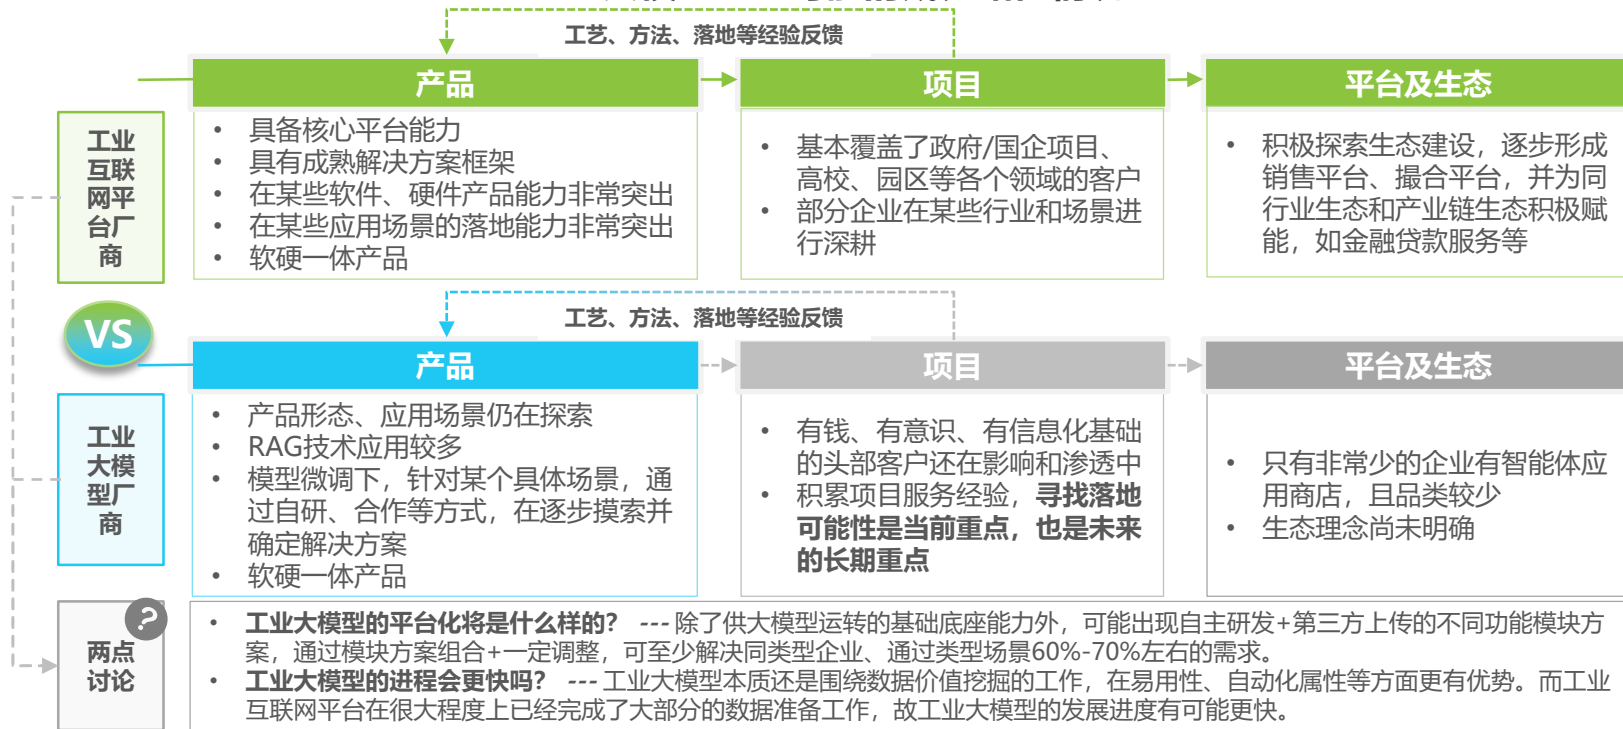 工艺、方法、落地等经验反馈
产品
项目
平台及生态
工业
互联
网平
台厂
商
• 具备核心平台能力
• 具有成熟解决方案框架
• 在某些软件、硬件产品能力非常突出
• 在某些应用场景的落地能力非常突出
• 软硬一体产品
• 基本覆盖了政府/国企项目、
高校、园区等各个领域的客户
• 部分企业在某些行业和场景进
行深耕
• 积极探索生态建设，逐步形成
销售平台、撮合平台，并为同
行业生态和产业链生态积极赋
能，如金融贷款服务等
VS
工艺、方法、落地等经验反馈
产品
项目
平台及生态
工业
大模
型厂
商
• 产品形态、应用场景仍在探索
• RAG技术应用较多
• 模型微调下，针对某个具体场景，通
过自研、合作等方式，在逐步摸索并
确定解决方案
• 软硬一体产品
• 有钱、有意识、有信息化基础
的头部客户还在影响和渗透中
• 积累项目服务经验，寻找落地
可能性是当前重点，也是未来
的长期重点
• 只有非常少的企业有智能体应
用商店，且品类较少
• 生态理念尚未明确
?
两点
讨论
• 工业大模型的平台化将是什么样的？ --- 除了供大模型运转的基础底座能力外，可能出现自主研发+第三方上传的不同功能模块方
案，通过模块方案组合+一定调整，可至少解决同类型企业、通过类型场景60%-70%左右的需求。
• 工业大模型的进程会更快吗？ --- 工业大模型本质还是围绕数据价值挖掘的工作，在易用性、自动化属性等方面更有优势。而工业
互联网平台在很大程度上已经完成了大部分的数据准备工作，故工业大模型的发展进度有可能更快。